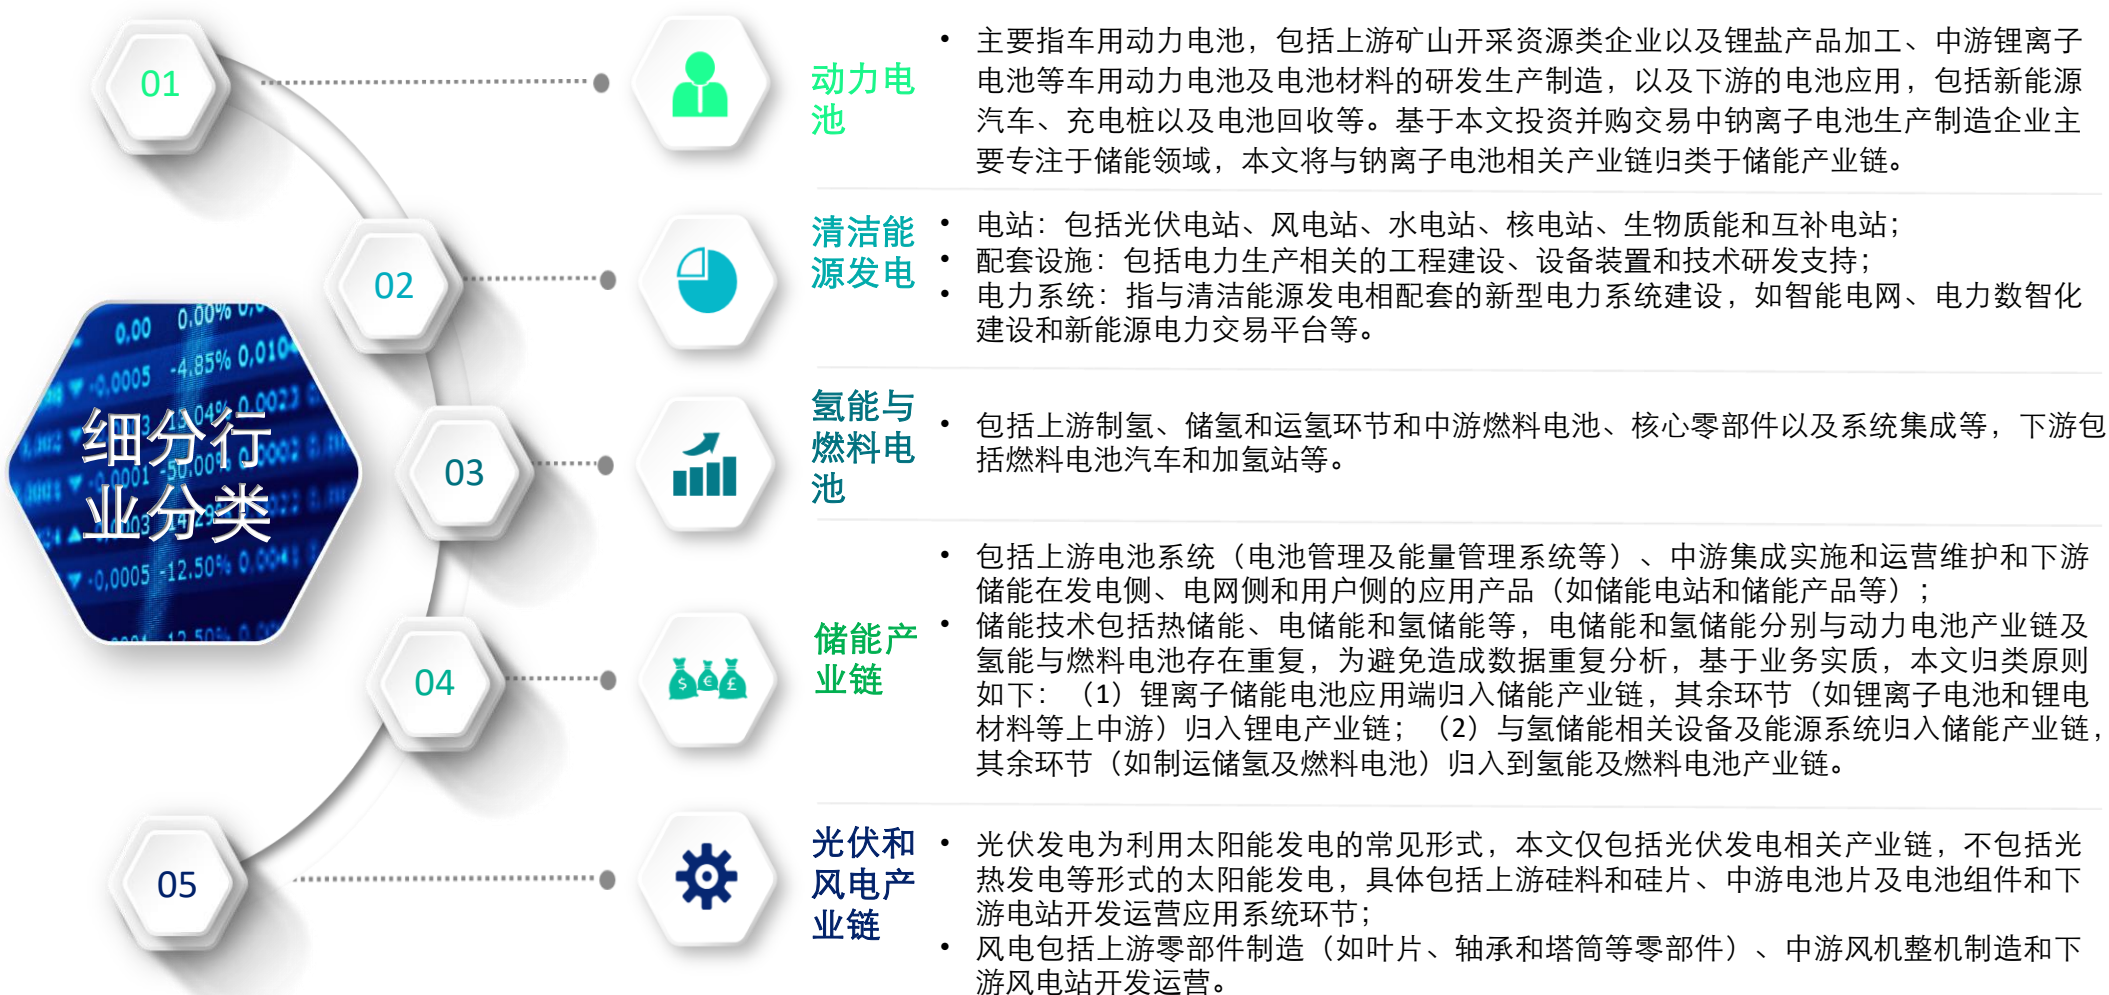 01
动力电
池
• 主要指车用动力电池，包括上游矿山开采资源类企业以及锂盐产品加工、中游锂离子
电池等车用动力电池及电池材料的研发生产制造，以及下游的电池应用，包括新能源
汽车、充电桩以及电池回收等。基于本文投资并购交易中钠离子电池生产制造企业主
要专注于储能领域，本文将与钠离子电池相关产业链归类于储能产业链。
02
清洁能
源发电
• 电站：包括光伏电站、风电站、水电站、核电站、生物质能和互补电站；
• 配套设施：包括电力生产相关的工程建设、设备装置和技术研发支持；
• 电力系统：指与清洁能源发电相配套的新型电力系统建设，如智能电网、电力数智化
建设和新能源电力交易平台等。
细分行
业分类
0,00 0.00%
-0,0005 -4.85% 0,0104
-0,0005 -12.50% 0,0041
03
氢能与
燃料电
池
• 包括上游制氢、储氢和运氢环节和中游燃料电池、核心零部件以及系统集成等，下游包
括燃料电池汽车和加氢站等。
04
储能产
业链
• 包括上游电池系统（电池管理及能量管理系统等）、中游集成实施和运营维护和下游
储能在发电侧、电网侧和用户侧的应用产品（如储能电站和储能产品等）；
• 储能技术包括热储能、电储能和氢储能等，电储能和氢储能分别与动力电池产业链及
氢能与燃料电池存在重复，为避免造成数据重复分析，基于业务实质，本文归类原则
如下：（1）锂离子储能电池应用端归入储能产业链，其余环节（如锂离子电池和锂电
材料等上中游）归入锂电产业链；（2）与氢储能相关设备及能源系统归入储能产业链，
其余环节（如制运储氢及燃料电池）归入到氢能及燃料电池产业链。
$ € £
05
光伏和
风电产
业链
• 光伏发电为利用太阳能发电的常见形式，本文仅包括光伏发电相关产业链，不包括光
热发电等形式的太阳能发电，具体包括上游硅料和硅片、中游电池片及电池组件和下
游电站开发运营应用系统环节；
• 风电包括上游零部件制造（如叶片、轴承和塔筒等零部件）、中游风机整机制造和下
游风电站开发运营。